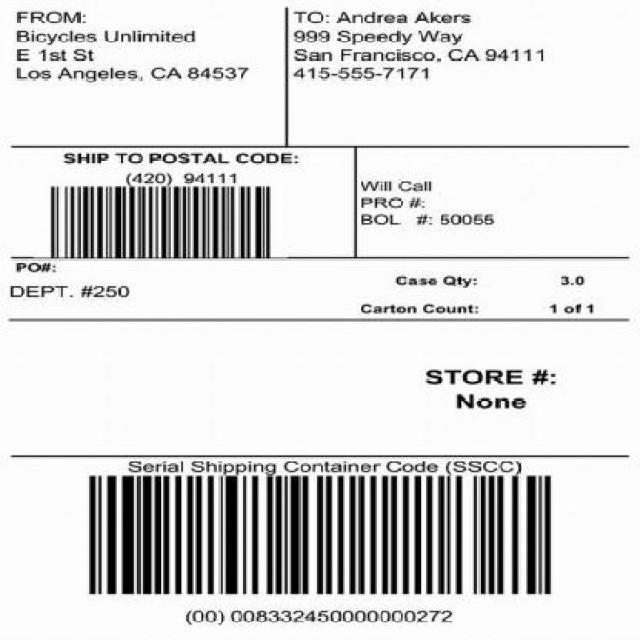 FROM:
Bicycles Unlimited
E 1st St
Los Angeles, CA 84537
TO: Andrea Akers
999 Speedy Way
San Francisco, CA 94111
415-555-7171
SHIP TO POSTAL CODE:
(420) 94111
Will Call
PRO #:
BOL #: 50055
PO#:
DEPT. #250
Case Qty: 3.0
Carton Count: 1 of 1
STORE #:
None
Serial Shipping Container Code (SSCC)
(00) 008332450000000272